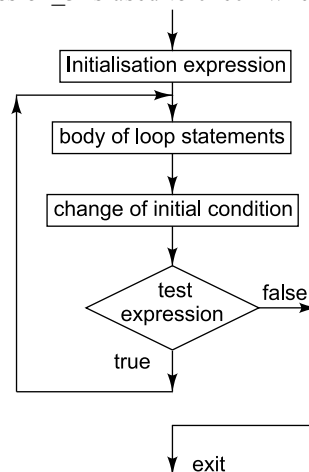 Initialisation expression
body of loop statements
change of initial condition
test
expression
false
true
exit